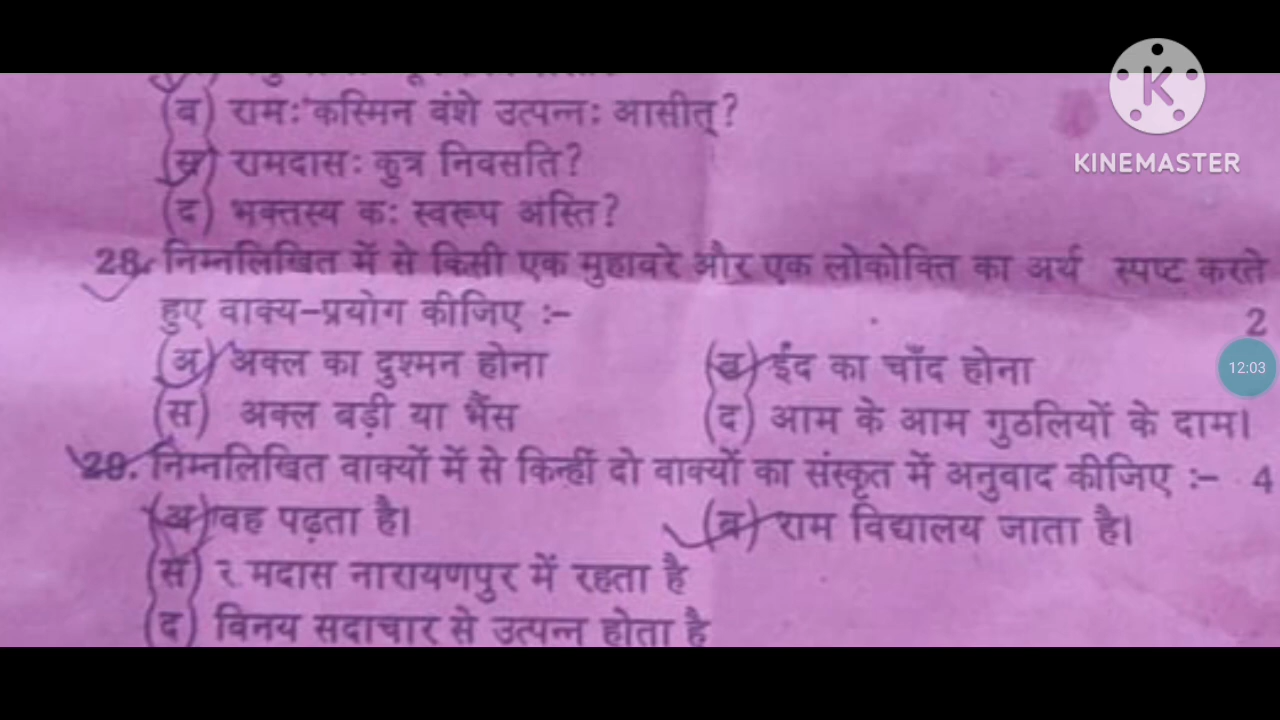 (ब) रामः कस्मिन वंशे उत्पन्नः आसीत्?
(स) रामदासः कुत्र निवसति?
(द) भक्तस्य कः स्वरूप अस्ति?
28. निम्नलिखित में से किसी एक मुहावरे और एक लोकोक्ति का अर्थ स्पष्ट करते
हुए वाक्य-प्रयोग कीजिए :- 2
(अ) अक्ल का दुश्मन होना (ब) ईद का चाँद होना
(स) अक्ल बड़ी या भैंस (द) आम के आम गुठलियों के दाम।
29. निम्नलिखित वाक्यों में से किन्हीं दो वाक्यों का संस्कृत में अनुवाद कीजिए :- 4
(अ) वह पढ़ता है। (ब) राम विद्यालय जाता है।
(स) र मदास नारायणपुर में रहता है
(द) विनय सदाचार से उत्पन्न होता है
KINEMASTER
12:03